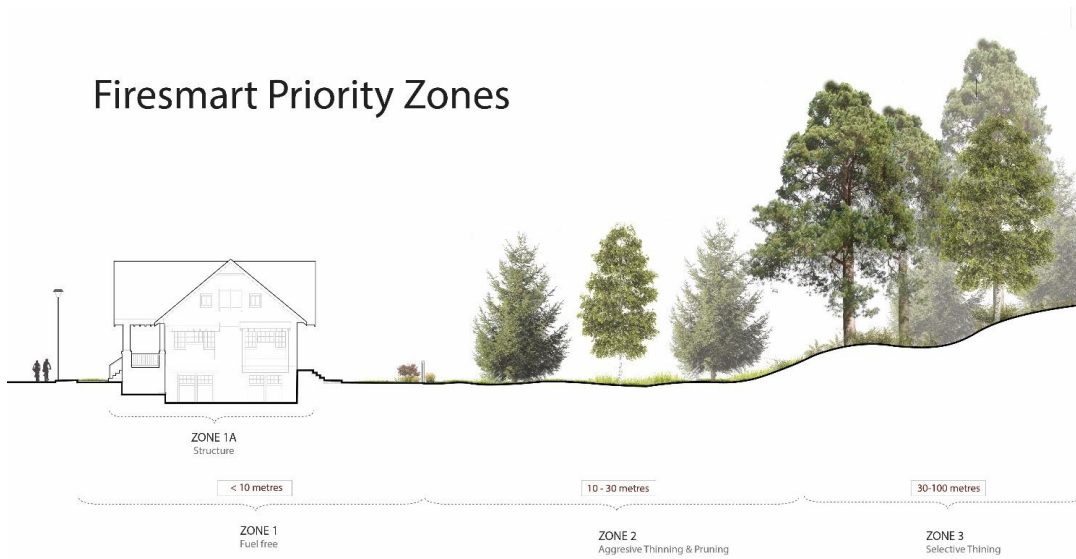 Firesmart Priority Zones
ZONE 1A
Structure
< 10 metres
10 - 30 metres
30-100 metres
ZONE 1
Fuel free
ZONE 2
Aggresive Thinning & Pruning
ZONE 3
Selective Thining